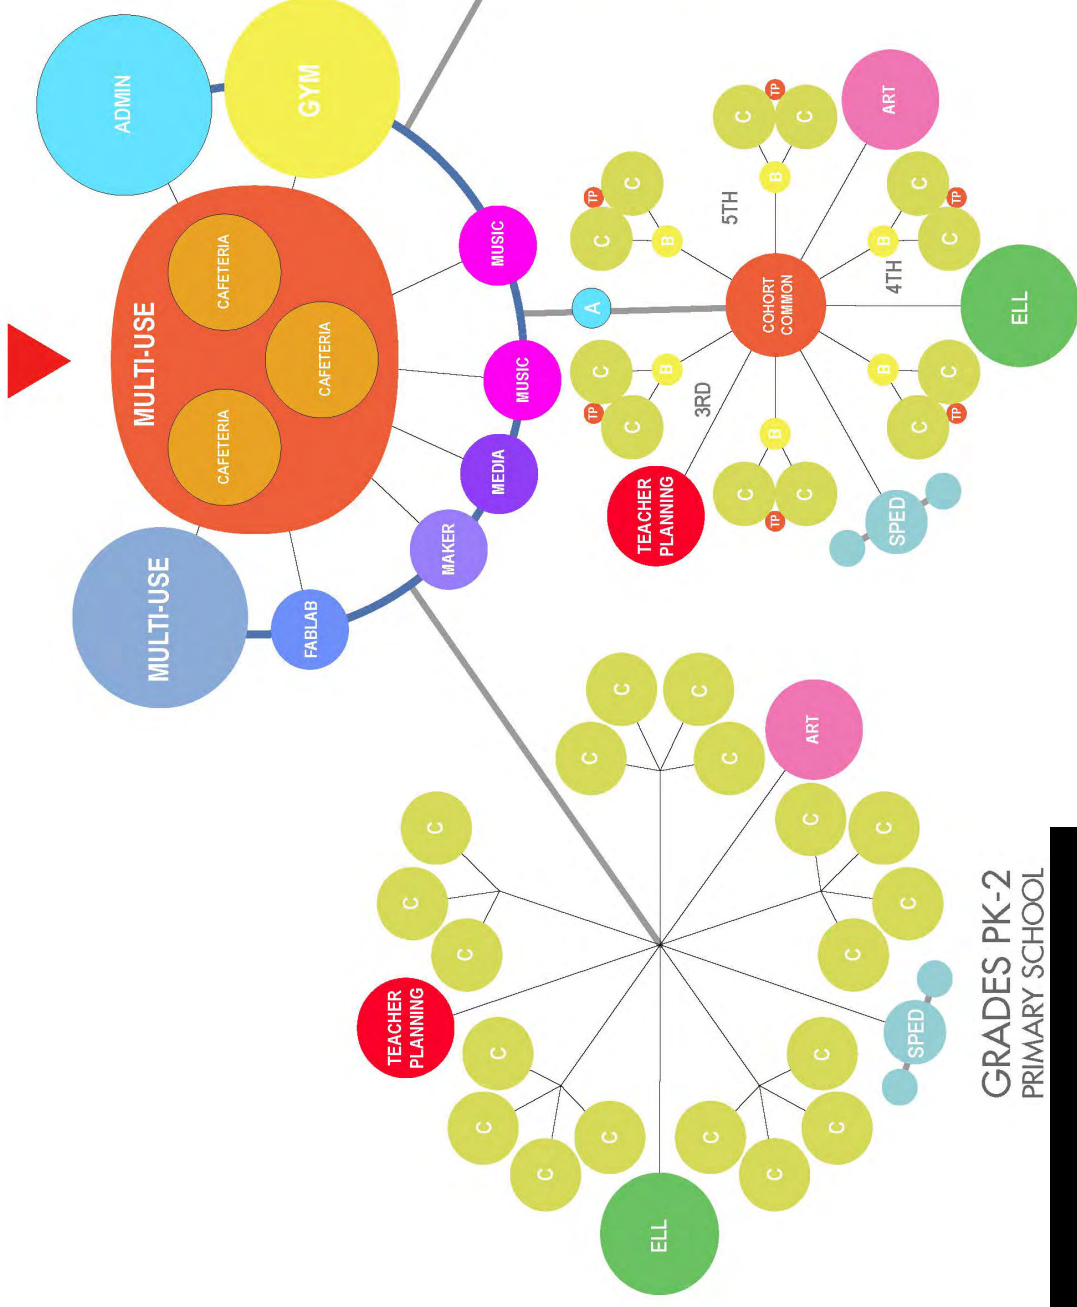 MULTI-USE
MULTI-USE
ADMIN
CAFETERIA
CAFETERIA
CAFETERIA
GYM
FABLAB
MAKER
MEDIA
MUSIC
MUSIC
TEACHER
PLANNING
C
C
C
C
C
C
C
C
C
C
C
ELL
C
C
C
C
C
C
C
C
ART
SPED
GRADES PK-2
PRIMARY SCHOOL
A
TP
C
C
B
TP
C
C
B
TEACHER
PLANNING
3RD
5TH
C
C
TP
B
COHORT
COMMON
B
C
C
TP
4TH
B
C
C
TP
B
C
C
TP
SPED
ART
ELL